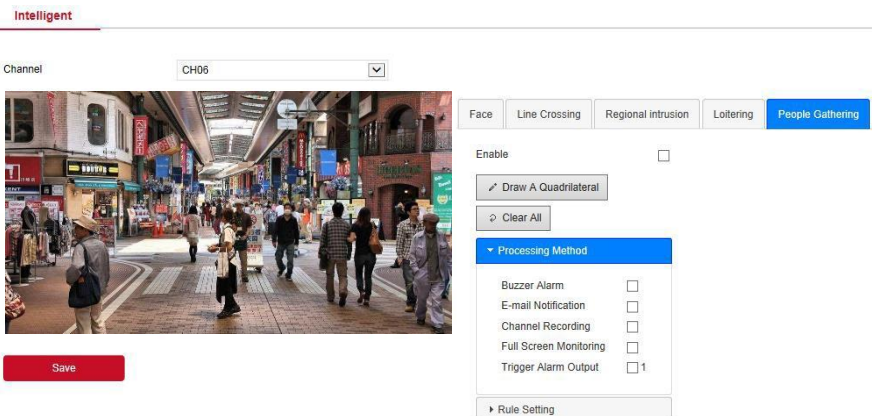 Intelligent
Channel CH06
Face Line Crossing Regional intrusion Loitering People Gathering
Enable
Draw A Quadrilateral
Clear All
Processing Method
Buzzer Alarm
E-mail Notification
Channel Recording
Full Screen Monitoring
Trigger Alarm Output 1
Save
Rule Setting